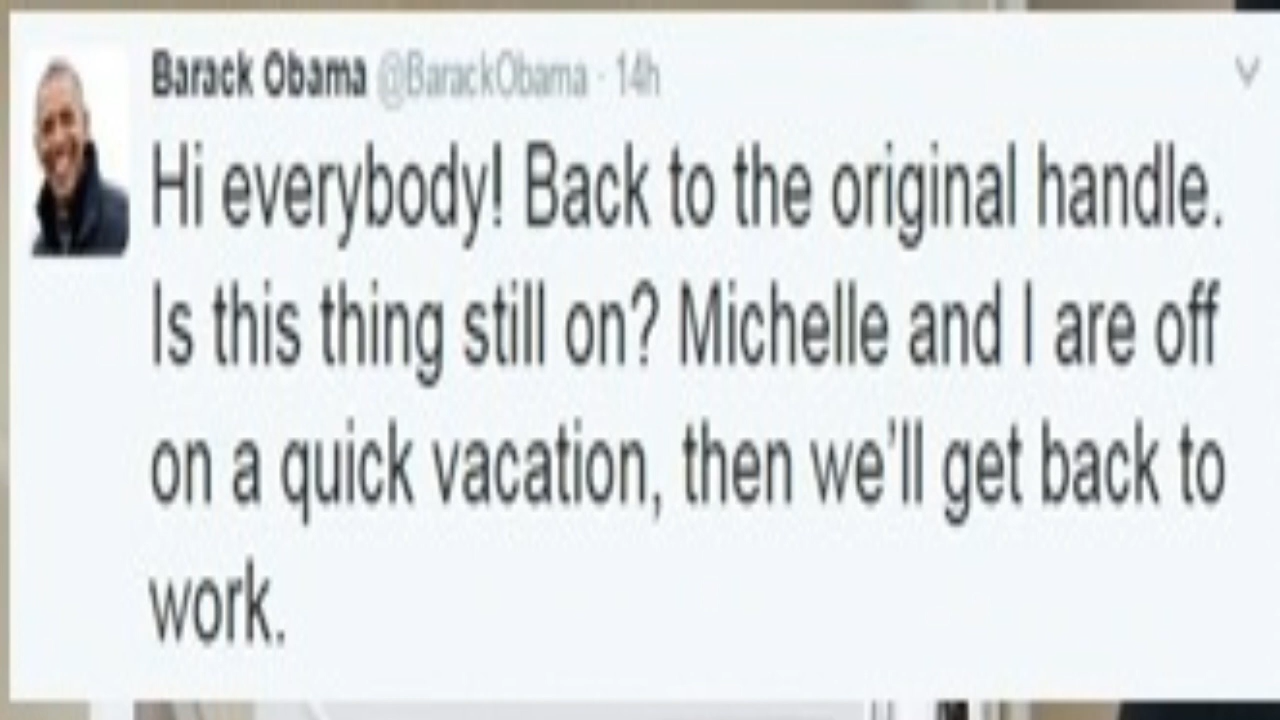 Barack Obama @BarackObama · 14h
Hi everybody! Back to the original handle.
Is this thing still on? Michelle and I are off
on a quick vacation, then we'll get back to
work.